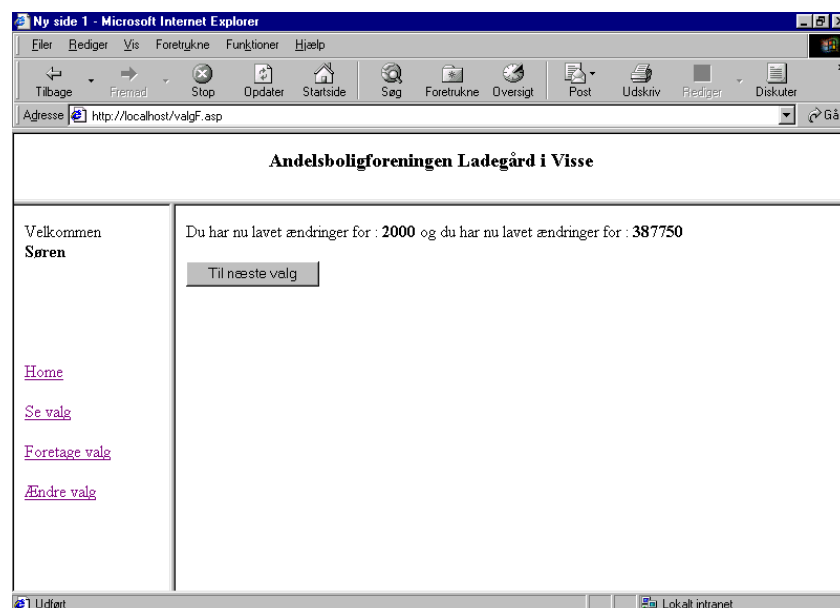 Ny side 1 - Microsoft Internet Explorer
Filer Rediger Vis Foretrukne Funktioner Hjælp
Tilbage Fremad Stop Opdater Startside Søg Foretrukne Oversigt Post Udskriv Rediger Diskuter
Adresse http://localhost/valgF.asp Gå
Andelsboligforeningen Ladegård i Visse
Velkommen
Søren
Du har nu lavet ændringer for : 2000 og du har nu lavet ændringer for : 387750
Til næste valg
Home
Se valg
Foretage valg
Ændre valg
Udført Lokalt intranet